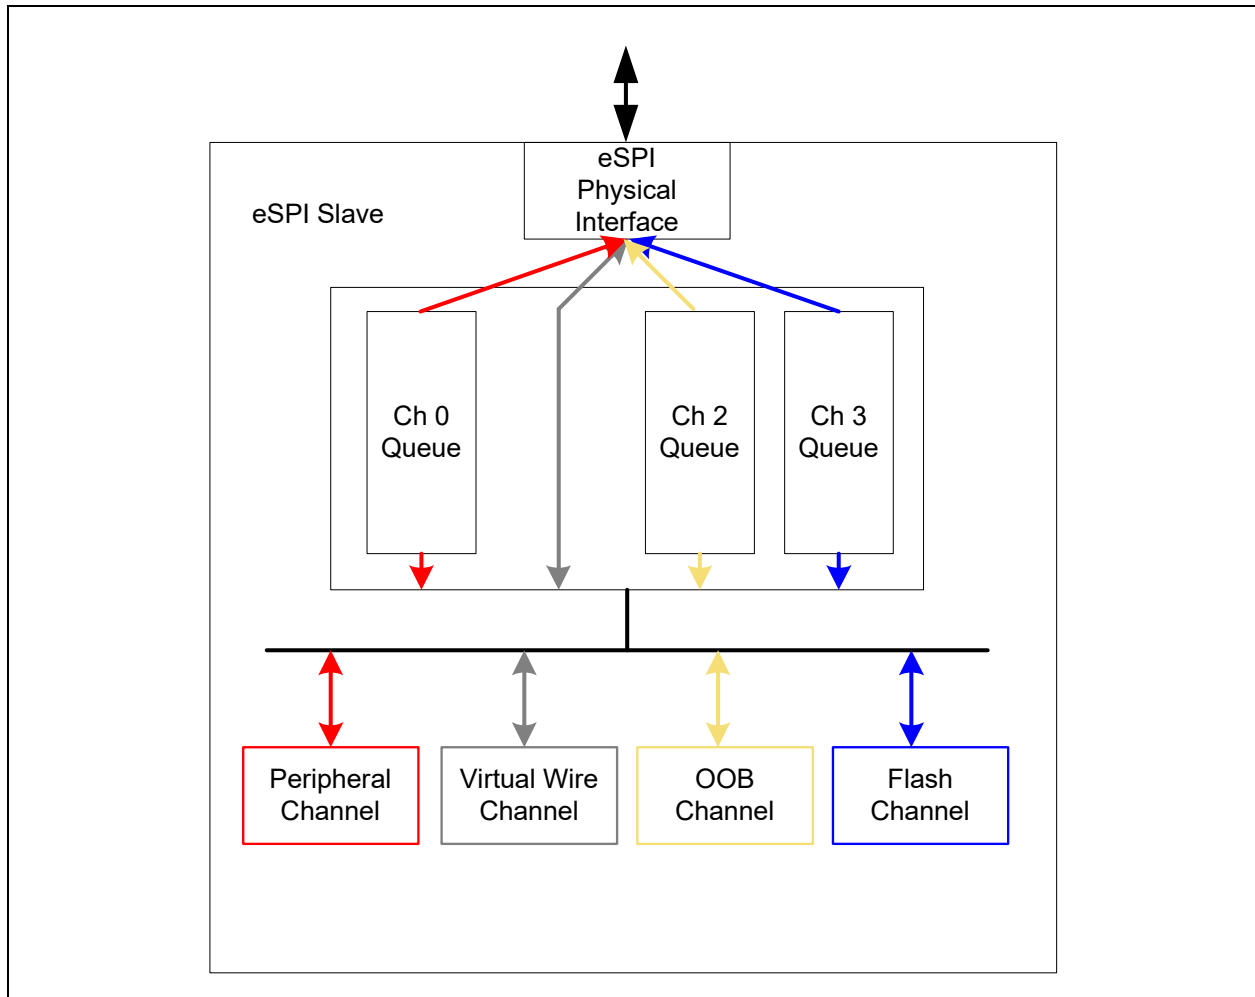 eSPI
Physical
Interface
eSPI Slave
Ch 0
Queue
Ch 2
Queue
Ch 3
Queue
Peripheral
Channel
Virtual Wire
Channel
OOB
Channel
Flash
Channel